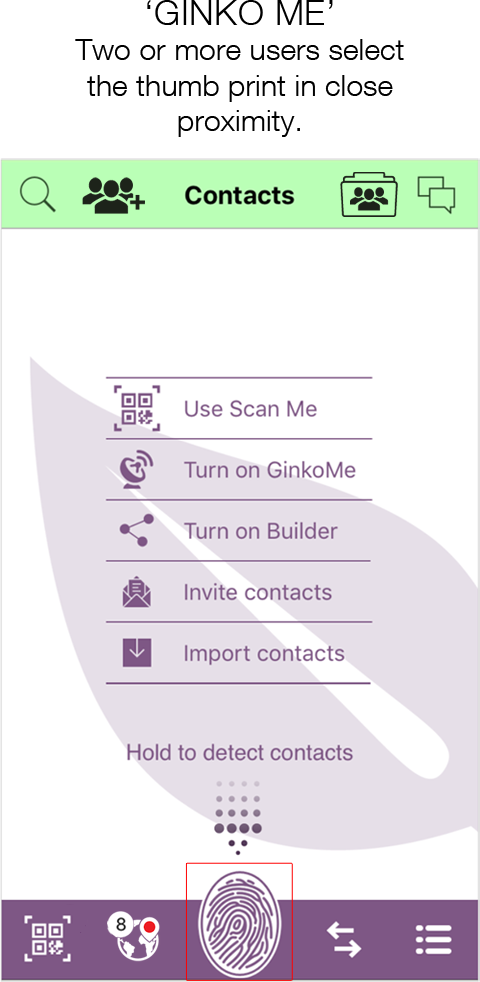 ‘GINKO ME’
Two or more users select
the thumb print in close
proximity.
Contacts
Use Scan Me
Turn on GinkoMe
Turn on Builder
Invite contacts
Import contacts
Hold to detect contacts
8